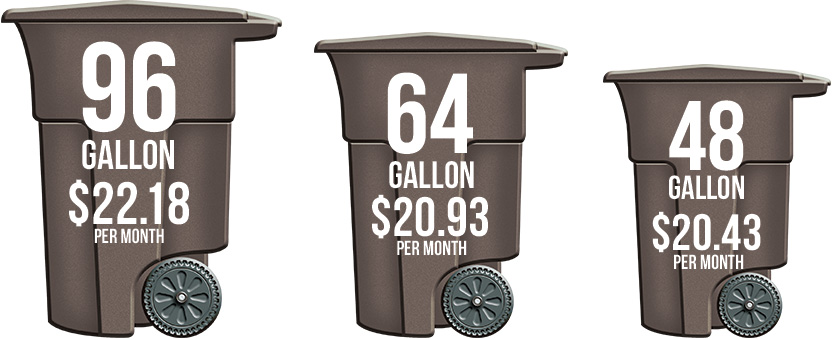 96
GALLON
$22.18
PER MONTH
64
GALLON
$20.93
PER MONTH
48
GALLON
$20.43
PER MONTH